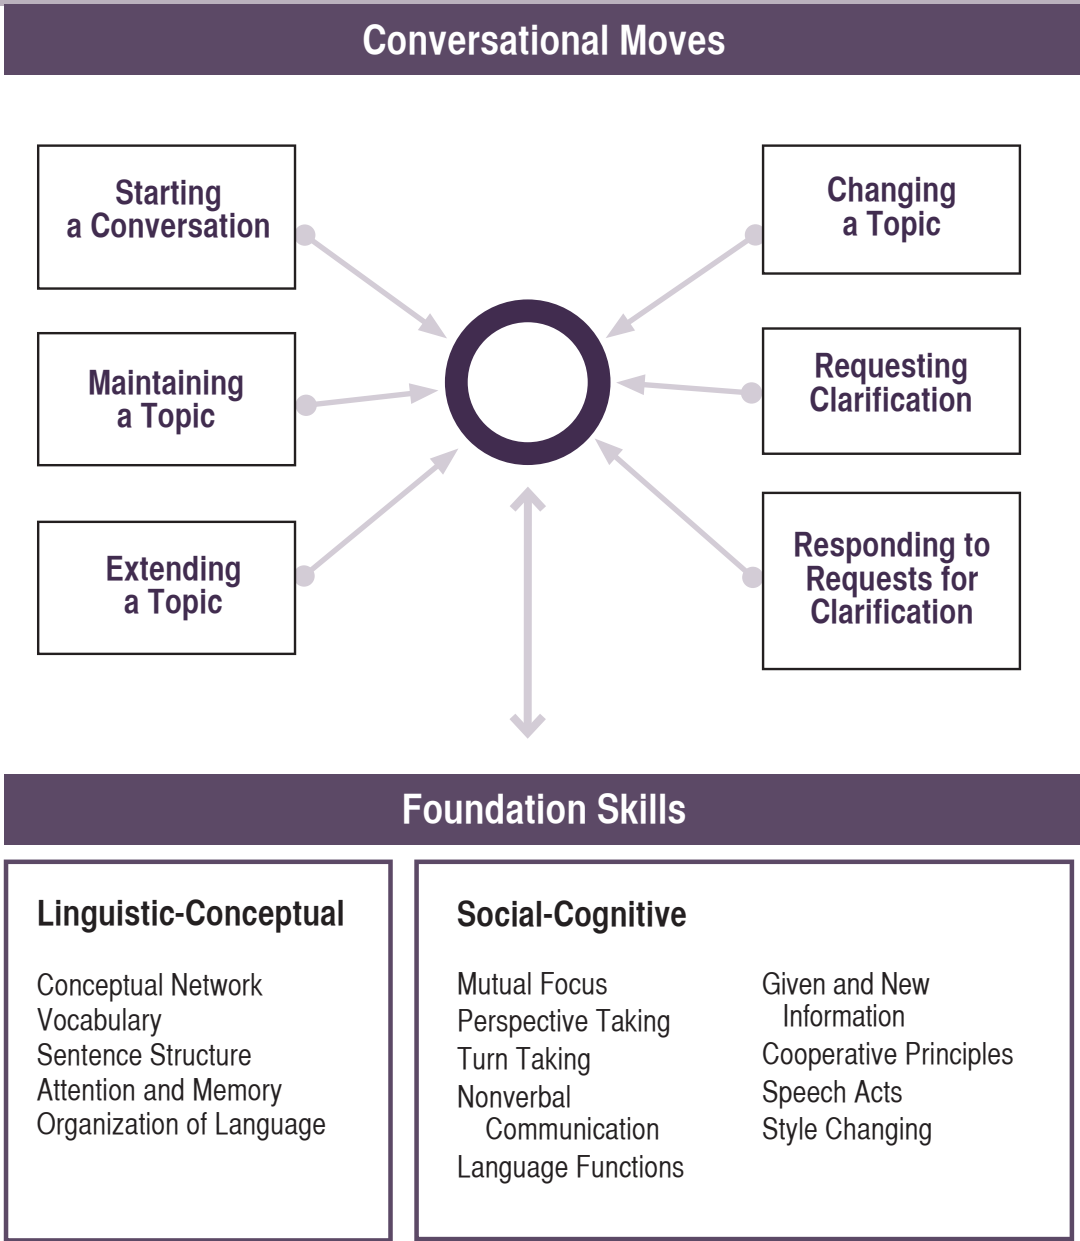 Conversational Moves
Starting
a Conversation
Maintaining
a Topic
Extending
a Topic
Changing
a Topic
Requesting
Clarification
Responding to
Requests for
Clarification
Foundation Skills
Linguistic-Conceptual
Conceptual Network
Vocabulary
Sentence Structure
Attention and Memory
Organization of Language
Social-Cognitive
Mutual Focus
Perspective Taking
Turn Taking
Nonverbal
Communication
Language Functions
Given and New
Information
Cooperative Principles
Speech Acts
Style Changing